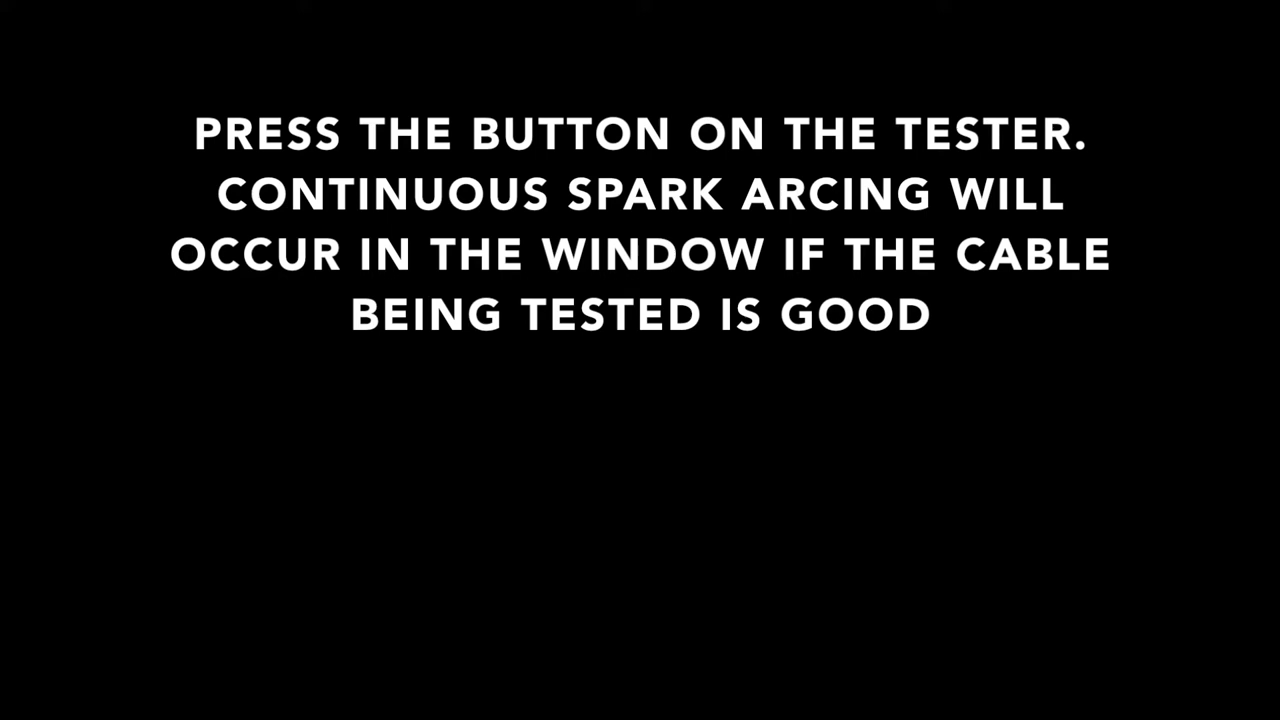 PRESS THE BUTTON ON THE TESTER.
CONTINUOUS SPARK ARCING WILL
OCCUR IN THE WINDOW IF THE CABLE
BEING TESTED IS GOOD